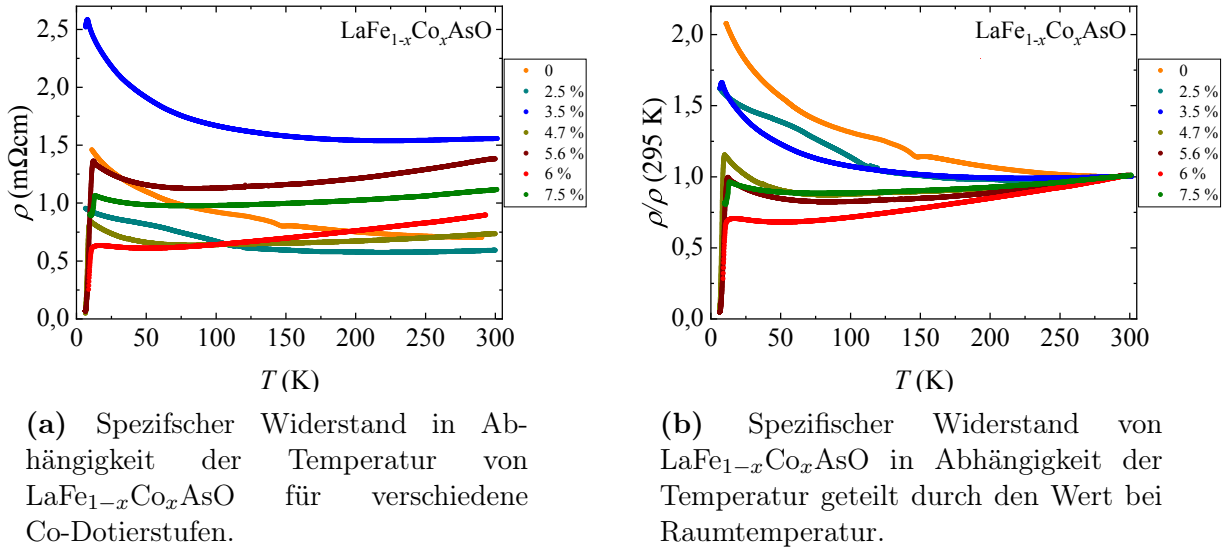 LaFe1-xCoxAsO
2,5
2,0
1,5
1,0
0,5
0,0
ρ (mΩcm)
0 50 100 150 200 250 300
T (K)
0
2.5 %
3.5 %
4.7 %
5.6 %
6 %
7.5 %
(a) Spezifscher Widerstand in Ab-
hängigkeit der Temperatur von
LaFe1−xCoxAsO für verschiedene
Co-Dotierstufen.
LaFe1-xCoxAsO
2,0
1,5
1,0
0,5
0,0
ρ/ρ (295 K)
0 50 100 150 200 250 300
T (K)
0
2.5 %
3.5 %
4.7 %
5.6 %
6 %
7.5 %
(b) Spezifischer Widerstand von
LaFe1−xCoxAsO in Abhängigkeit der
Temperatur geteilt durch den Wert bei
Raumtemperatur.